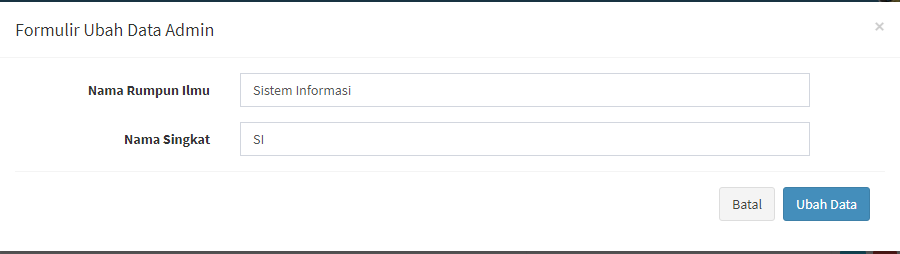 Formulir Ubah Data Admin ×
Nama Rumpun Ilmu Sistem Informasi
Nama Singkat SI
Batal Ubah Data